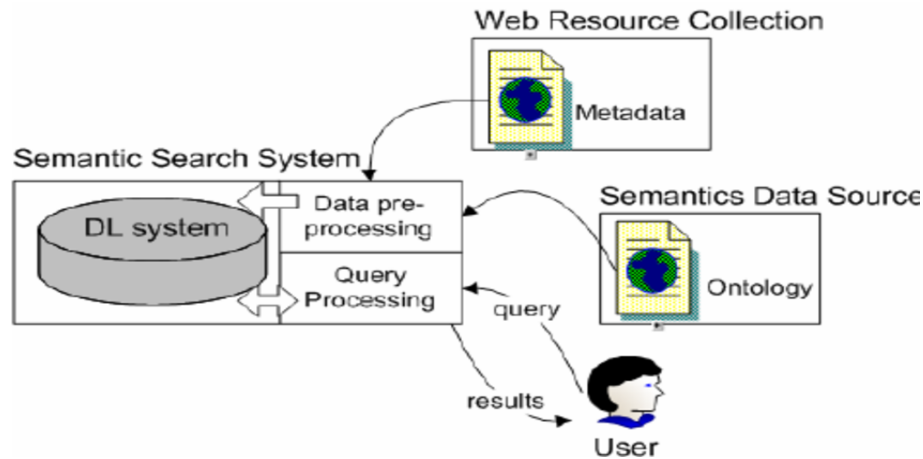 Web Resource Collection
Metadata
Semantic Search System
Semantics Data Source
DL system
Data pre-
processing
Query
Processing
Ontology
query
results
User